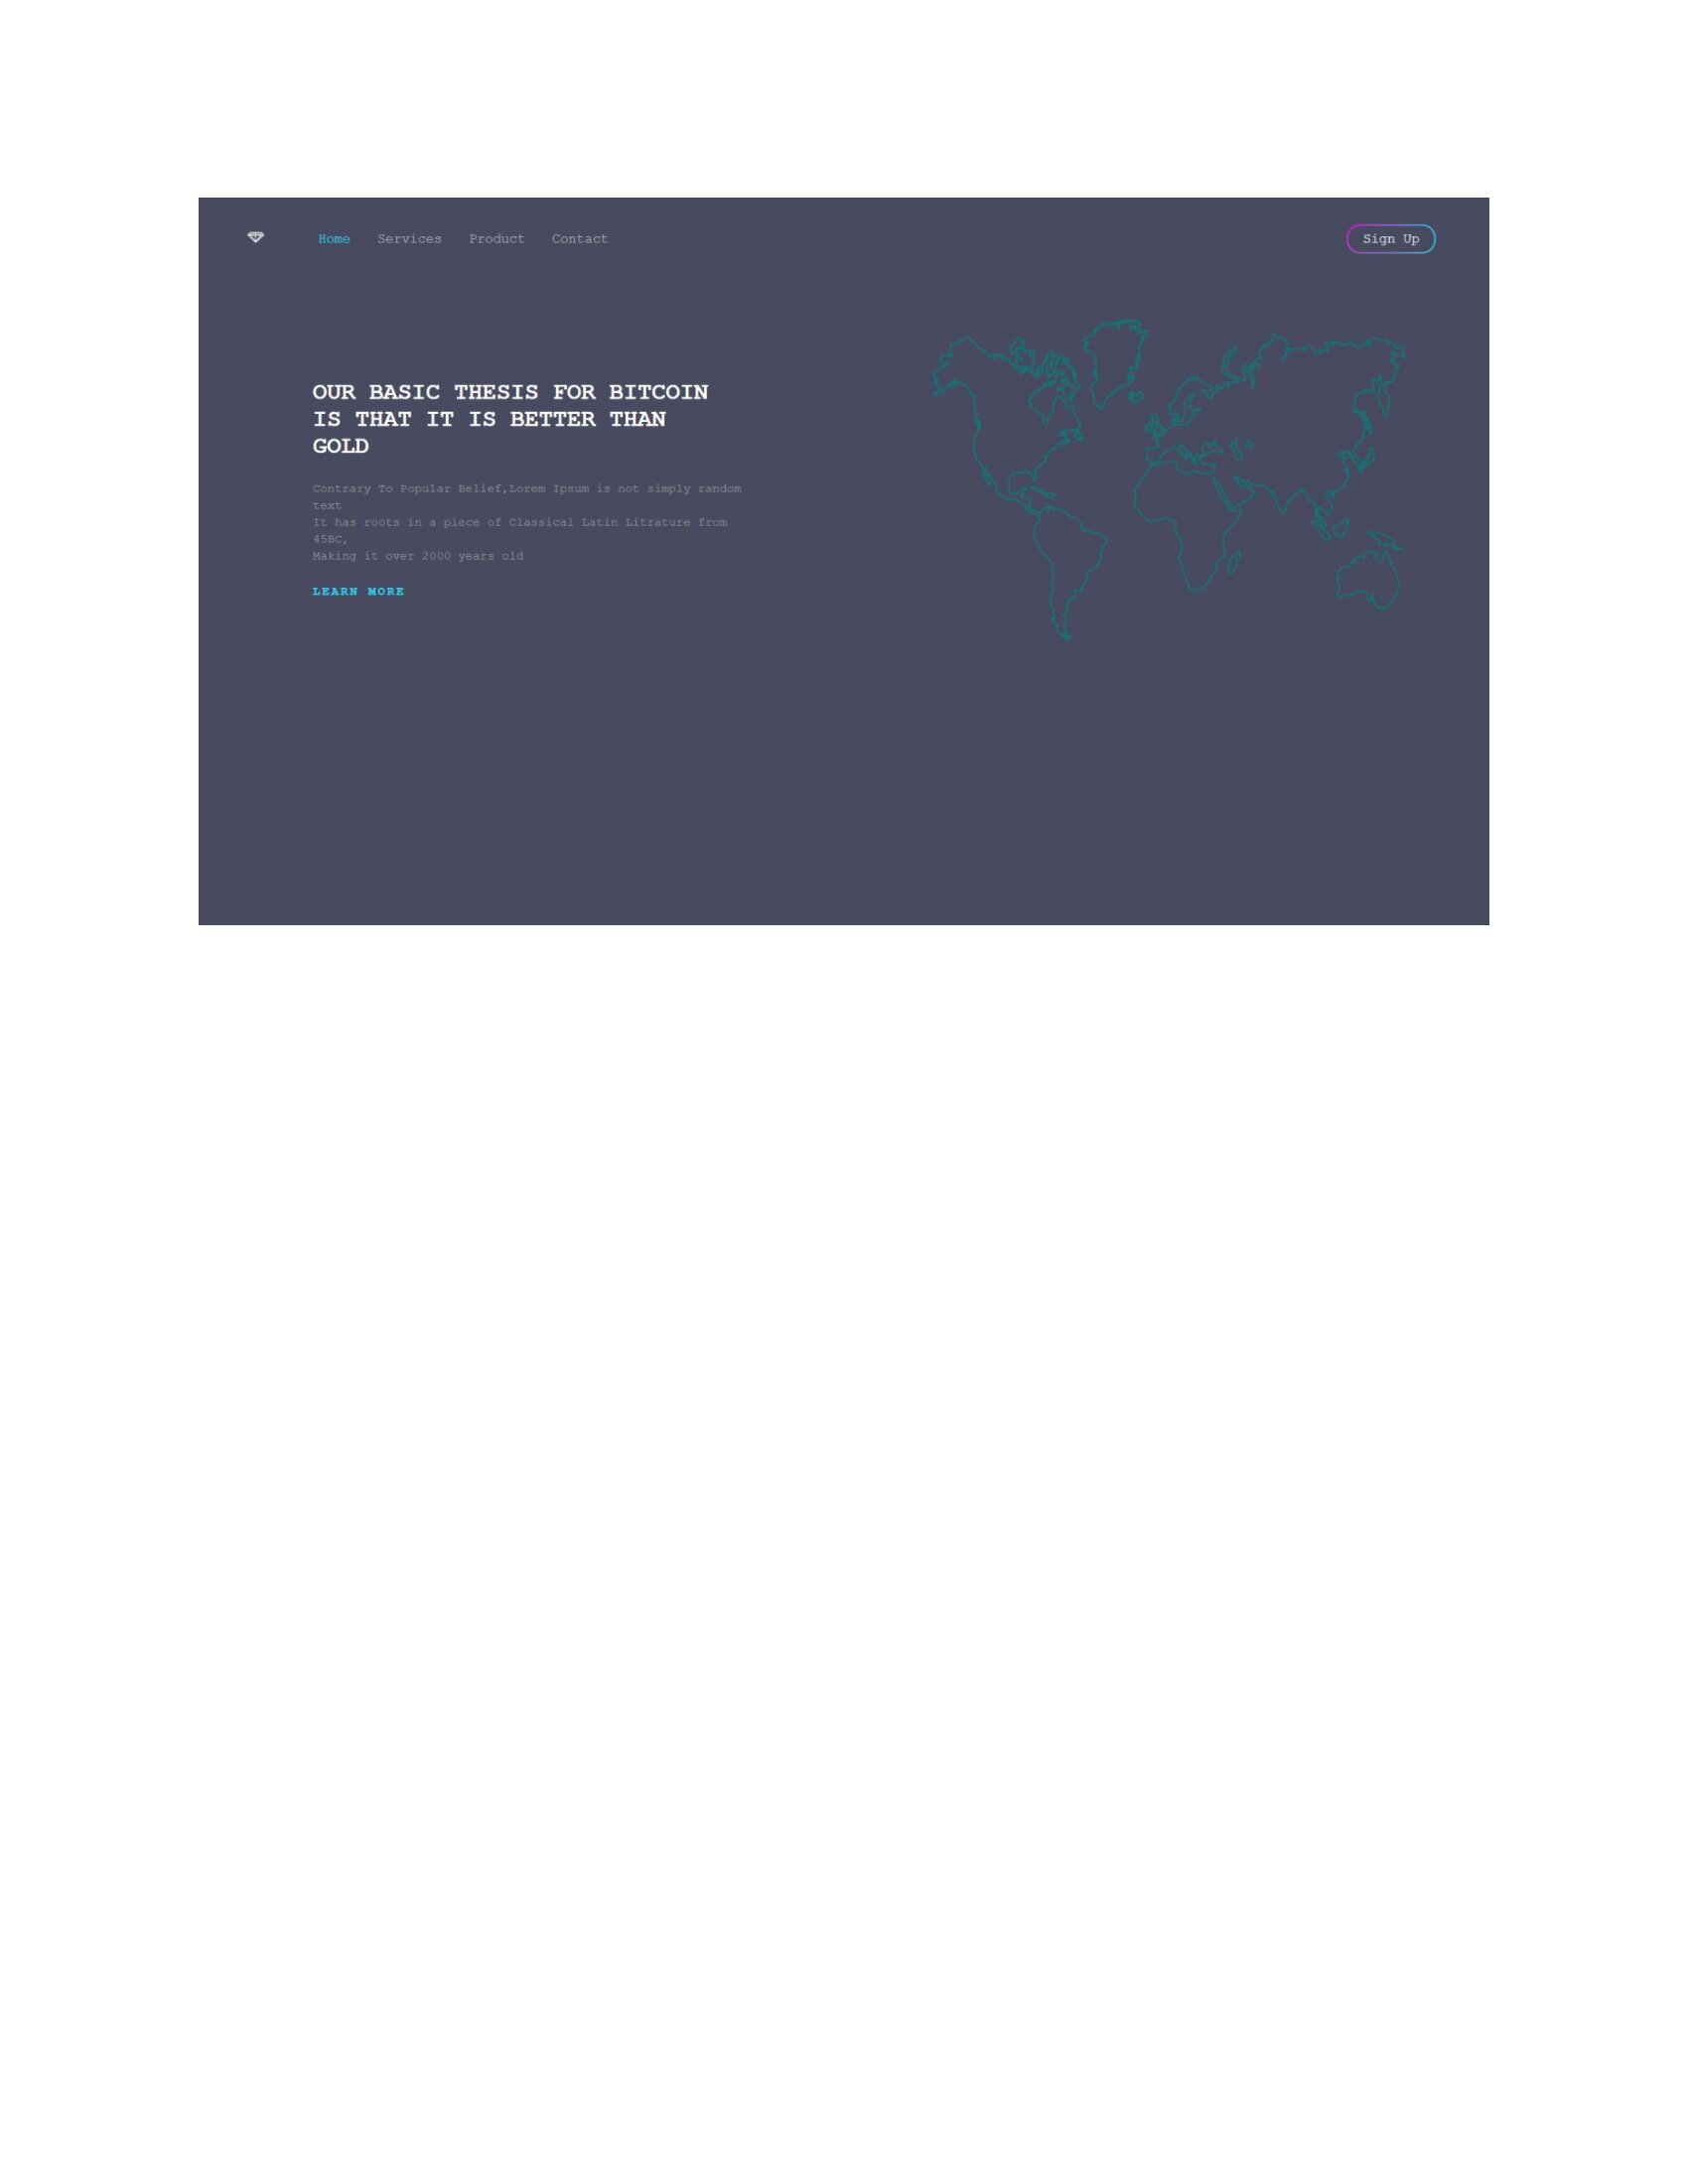 Home Services Product Contact Sign Up
OUR BASIC THESIS FOR BITCOIN
IS THAT IT IS BETTER THAN
GOLD
Contrary To Popular Belief,Lorem Ipsum is not simply random
text
It has roots in a piece of Classical Latin Litrature from
45BC,
Making it over 2000 years old
LEARN MORE